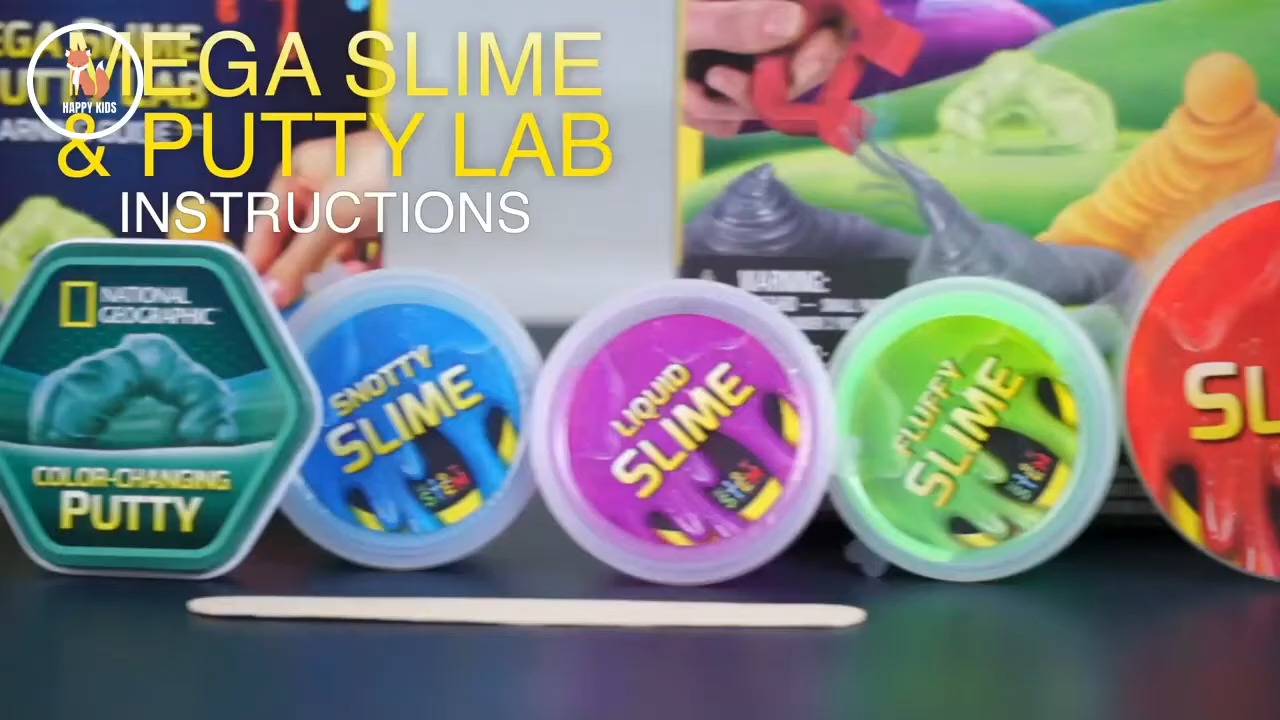 MEGA SLIME
& PUTTY LAB
INSTRUCTIONS
HAPPY KIDS
NATIONAL
GEOGRAPHIC
COLOR-CHANGING
PUTTY
SNOTTY
SLIME
LIQUID
SLIME
FLUFFY
SLIME
SL
WARNING: